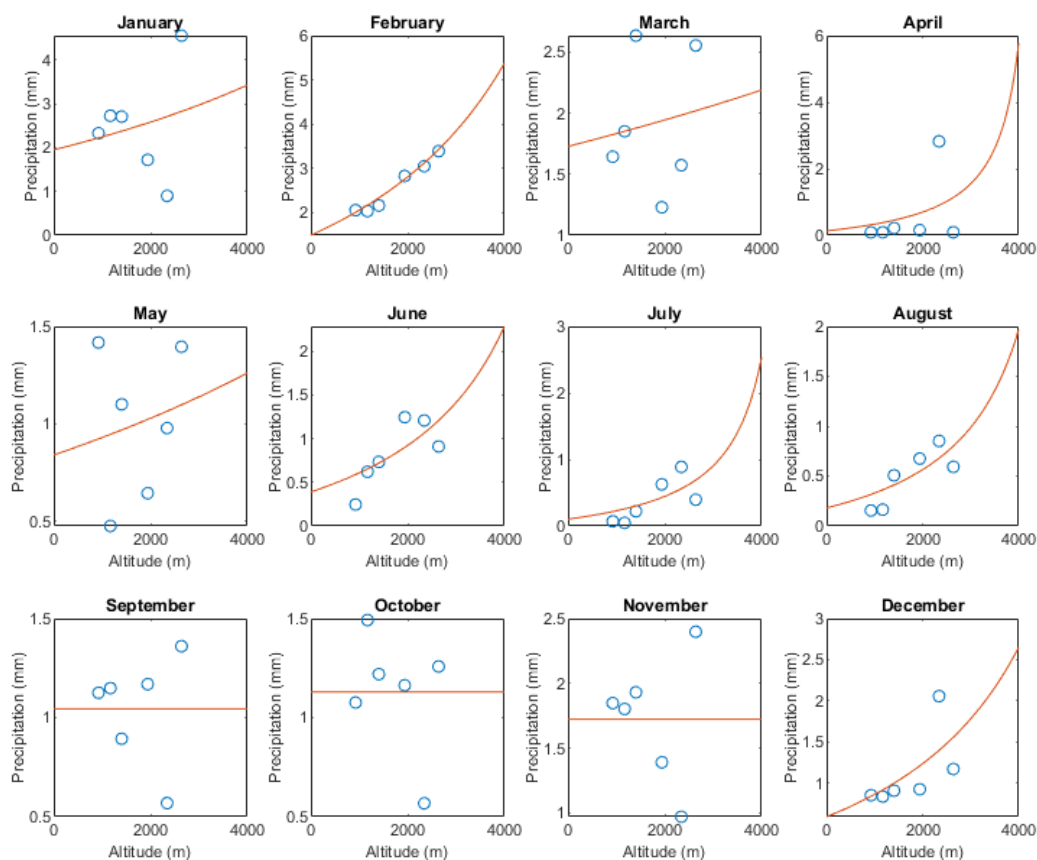 January
Precipitation (mm)
4
3
2
1
0
0 2000 4000
Altitude (m)
February
Precipitation (mm)
6
5
4
3
2
0 2000 4000
Altitude (m)
March
Precipitation (mm)
2.5
2
1.5
1
0 2000 4000
Altitude (m)
April
Precipitation (mm)
6
4
2
0
0 2000 4000
Altitude (m)
May
Precipitation (mm)
1.5
1
0.5
0 2000 4000
Altitude (m)
June
Precipitation (mm)
2
1.5
1
0.5
0
0 2000 4000
Altitude (m)
July
Precipitation (mm)
3
2
1
0
0 2000 4000
Altitude (m)
August
Precipitation (mm)
2
1.5
1
0.5
0
0 2000 4000
Altitude (m)
September
Precipitation (mm)
1.5
1
0.5
0 2000 4000
Altitude (m)
October
Precipitation (mm)
1.5
1
0.5
0 2000 4000
Altitude (m)
November
Precipitation (mm)
2.5
2
1.5
1
0 2000 4000
Altitude (m)
December
Precipitation (mm)
3
2.5
2
1.5
1
0 2000 4000
Altitude (m)